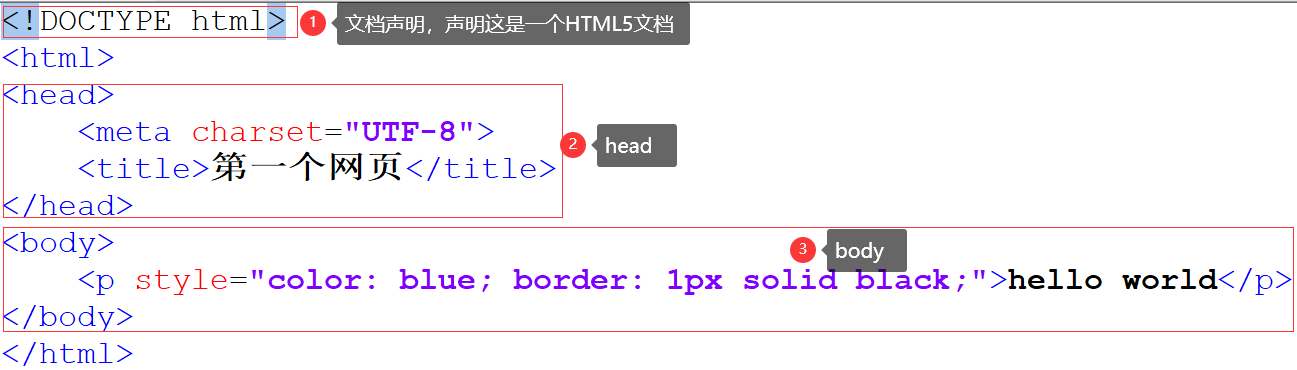 <!DOCTYPE html> 1 文档声明，声明这是一个HTML5文档
<html>
<head>
<meta charset="UTF-8">
<title>第一个网页</title>
2 head
</head>
<body>
3 body
<p style="color: blue; border: 1px solid black;">hello world</p>
</body>
</html>